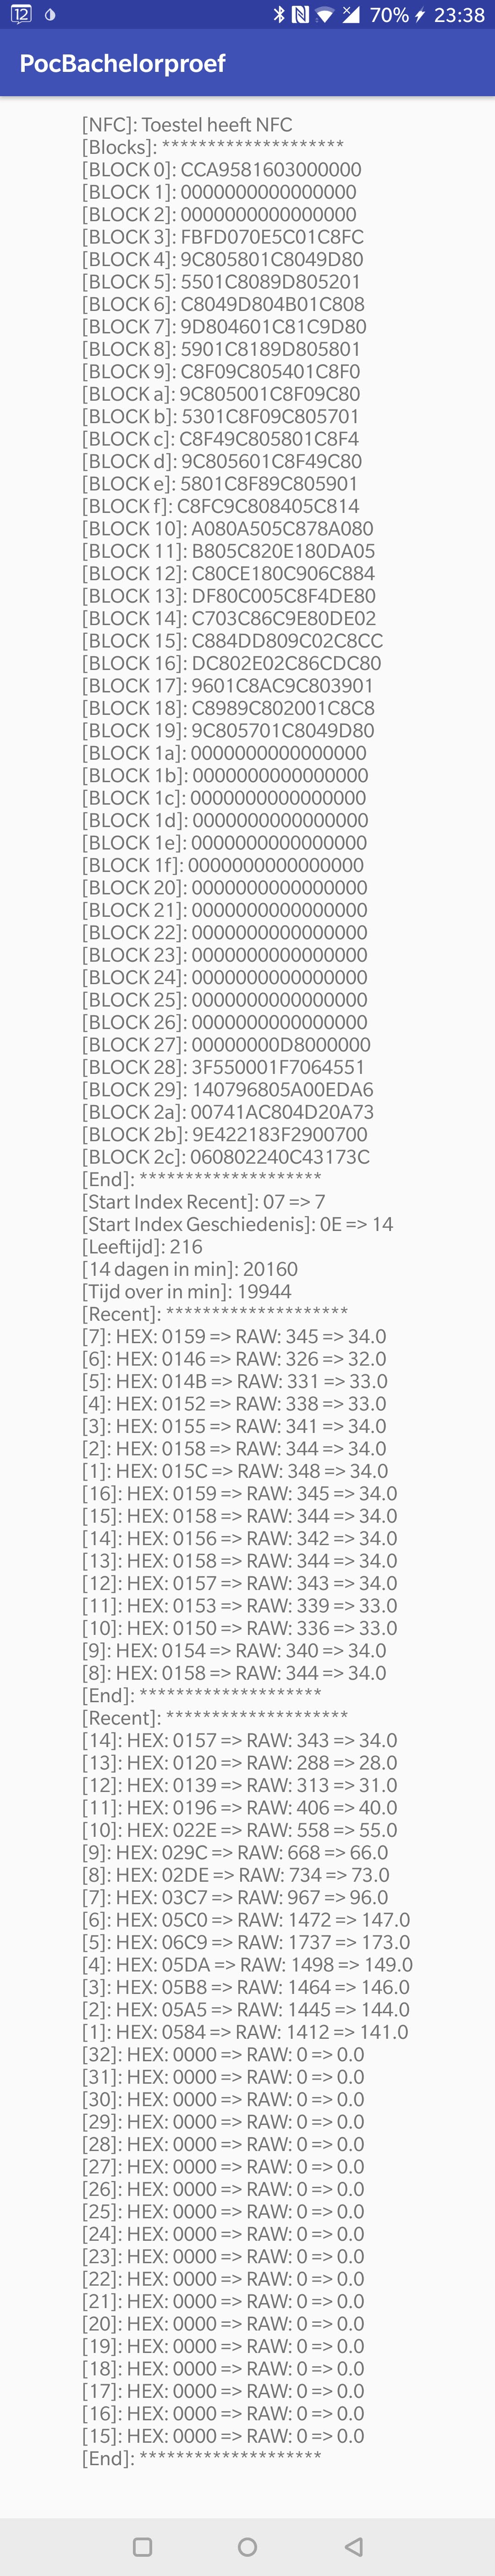 12 70% 23:38
PocBachelorproef
[NFC]: Toestel heeft NFC
[Blocks]: ********************
[BLOCK 0]: CCA9581603000000
[BLOCK 1]: 0000000000000000
[BLOCK 2]: 0000000000000000
[BLOCK 3]: FBFD070E5C01C8FC
[BLOCK 4]: 9C805801C8049D80
[BLOCK 5]: 5501C8089D805201
[BLOCK 6]: C8049D804B01C808
[BLOCK 7]: 9D804601C81C9D80
[BLOCK 8]: 5901C8189D805801
[BLOCK 9]: C8F09C805401C8F0
[BLOCK a]: 9C805001C8F09C80
[BLOCK b]: 5301C8F09C805701
[BLOCK c]: C8F49C805801C8F4
[BLOCK d]: 9C805601C8F49C80
[BLOCK e]: 5801C8F89C805901
[BLOCK f]: C8FC9C808405C814
[BLOCK 10]: A080A505C878A080
[BLOCK 11]: B805C820E180DA05
[BLOCK 12]: C80CE180C906C884
[BLOCK 13]: DF80C005C8F4DE80
[BLOCK 14]: C703C86C9E80DE02
[BLOCK 15]: C884DD809C02C8CC
[BLOCK 16]: DC802E02C86CDC80
[BLOCK 17]: 9601C8AC9C803901
[BLOCK 18]: C8989C802001C8C8
[BLOCK 19]: 9C805701C8049D80
[BLOCK 1a]: 0000000000000000
[BLOCK 1b]: 0000000000000000
[BLOCK 1c]: 0000000000000000
[BLOCK 1d]: 0000000000000000
[BLOCK 1e]: 0000000000000000
[BLOCK 1f]: 0000000000000000
[BLOCK 20]: 0000000000000000
[BLOCK 21]: 0000000000000000
[BLOCK 22]: 0000000000000000
[BLOCK 23]: 0000000000000000
[BLOCK 24]: 0000000000000000
[BLOCK 25]: 0000000000000000
[BLOCK 26]: 0000000000000000
[BLOCK 27]: 00000000D8000000
[BLOCK 28]: 3F550001F7064551
[BLOCK 29]: 140796805A00EDA6
[BLOCK 2a]: 00741AC804D20A73
[BLOCK 2b]: 9E422183F2900700
[BLOCK 2c]: 060802240C43173C
[End]: ********************
[Start Index Recent]: 07 => 7
[Start Index Geschiedenis]: 0E => 14
[Leeftijd]: 216
[14 dagen in min]: 20160
[Tijd over in min]: 19944
[Recent]: ********************
[7]: HEX: 0159 => RAW: 345 => 34.0
[6]: HEX: 0146 => RAW: 326 => 32.0
[5]: HEX: 014B => RAW: 331 => 33.0
[4]: HEX: 0152 => RAW: 338 => 33.0
[3]: HEX: 0155 => RAW: 341 => 34.0
[2]: HEX: 0158 => RAW: 344 => 34.0
[1]: HEX: 015C => RAW: 348 => 34.0
[16]: HEX: 0159 => RAW: 345 => 34.0
[15]: HEX: 0158 => RAW: 344 => 34.0
[14]: HEX: 0156 => RAW: 342 => 34.0
[13]: HEX: 0158 => RAW: 344 => 34.0
[12]: HEX: 0157 => RAW: 343 => 34.0
[11]: HEX: 0153 => RAW: 339 => 33.0
[10]: HEX: 0150 => RAW: 336 => 33.0
[9]: HEX: 0154 => RAW: 340 => 34.0
[8]: HEX: 0158 => RAW: 344 => 34.0
[End]: ********************
[Recent]: ********************
[14]: HEX: 0157 => RAW: 343 => 34.0
[13]: HEX: 0120 => RAW: 288 => 28.0
[12]: HEX: 0139 => RAW: 313 => 31.0
[11]: HEX: 0196 => RAW: 406 => 40.0
[10]: HEX: 022E => RAW: 558 => 55.0
[9]: HEX: 029C => RAW: 668 => 66.0
[8]: HEX: 02DE => RAW: 734 => 73.0
[7]: HEX: 03C7 => RAW: 967 => 96.0
[6]: HEX: 05C0 => RAW: 1472 => 147.0
[5]: HEX: 06C9 => RAW: 1737 => 173.0
[4]: HEX: 05DA => RAW: 1498 => 149.0
[3]: HEX: 05B8 => RAW: 1464 => 146.0
[2]: HEX: 05A5 => RAW: 1445 => 144.0
[1]: HEX: 0584 => RAW: 1412 => 141.0
[32]: HEX: 0000 => RAW: 0 => 0.0
[31]: HEX: 0000 => RAW: 0 => 0.0
[30]: HEX: 0000 => RAW: 0 => 0.0
[29]: HEX: 0000 => RAW: 0 => 0.0
[28]: HEX: 0000 => RAW: 0 => 0.0
[27]: HEX: 0000 => RAW: 0 => 0.0
[26]: HEX: 0000 => RAW: 0 => 0.0
[25]: HEX: 0000 => RAW: 0 => 0.0
[24]: HEX: 0000 => RAW: 0 => 0.0
[23]: HEX: 0000 => RAW: 0 => 0.0
[22]: HEX: 0000 => RAW: 0 => 0.0
[21]: HEX: 0000 => RAW: 0 => 0.0
[20]: HEX: 0000 => RAW: 0 => 0.0
[19]: HEX: 0000 => RAW: 0 => 0.0
[18]: HEX: 0000 => RAW: 0 => 0.0
[17]: HEX: 0000 => RAW: 0 => 0.0
[16]: HEX: 0000 => RAW: 0 => 0.0
[15]: HEX: 0000 => RAW: 0 => 0.0
[End]: ********************